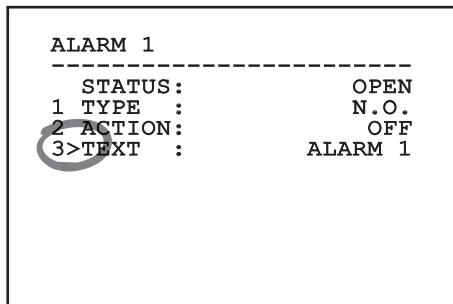 ALARM 1
------------------------
STATUS: OPEN
1 TYPE : N.O.
2 ACTION: OFF
3>TEXT : ALARM 1